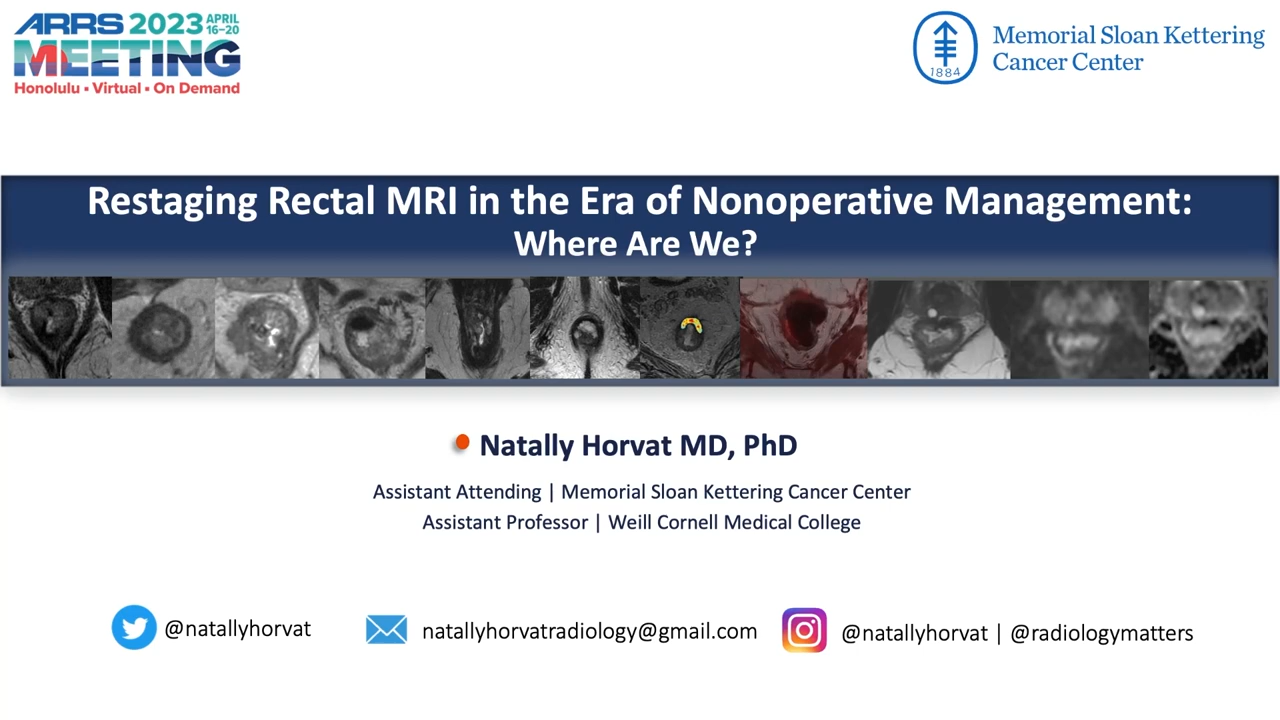 ARRS 2023 APRIL 16–20
MEETING
Honolulu • Virtual • On Demand
1884
Memorial Sloan Kettering
Cancer Center
Restaging Rectal MRI in the Era of Nonoperative Management:
Where Are We?
Natally Horvat MD, PhD
Assistant Attending | Memorial Sloan Kettering Cancer Center
Assistant Professor | Weill Cornell Medical College
@natallyhorvat
natallyhorvatradiology@gmail.com
@natallyhorvat | @radiologymatters